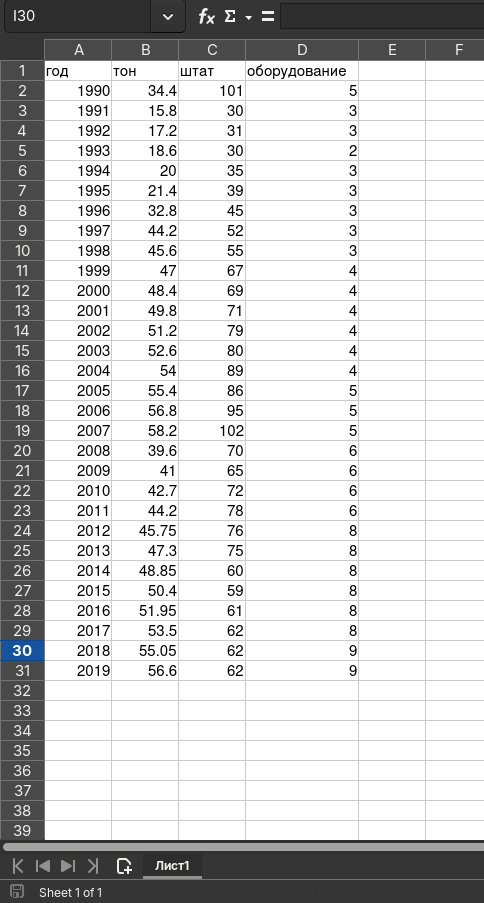 I30 fx Σ =
A B C D E F
1 год тон штат оборудование
2 1990 34.4 101 5
3 1991 15.8 30 3
4 1992 17.2 31 3
5 1993 18.6 30 2
6 1994 20 35 3
7 1995 21.4 39 3
8 1996 32.8 45 3
9 1997 44.2 52 3
10 1998 45.6 55 3
11 1999 47 67 4
12 2000 48.4 69 4
13 2001 49.8 71 4
14 2002 51.2 79 4
15 2003 52.6 80 4
16 2004 54 89 4
17 2005 55.4 86 5
18 2006 56.8 95 5
19 2007 58.2 102 5
20 2008 39.6 70 6
21 2009 41 65 6
22 2010 42.7 72 6
23 2011 44.2 78 6
24 2012 45.75 76 8
25 2013 47.3 75 8
26 2014 48.85 60 8
27 2015 50.4 59 8
28 2016 51.95 61 8
29 2017 53.5 62 8
30 2018 55.05 62 9
31 2019 56.6 62 9
32
33
34
35
36
37
38
39
Лист1
Sheet 1 of 1